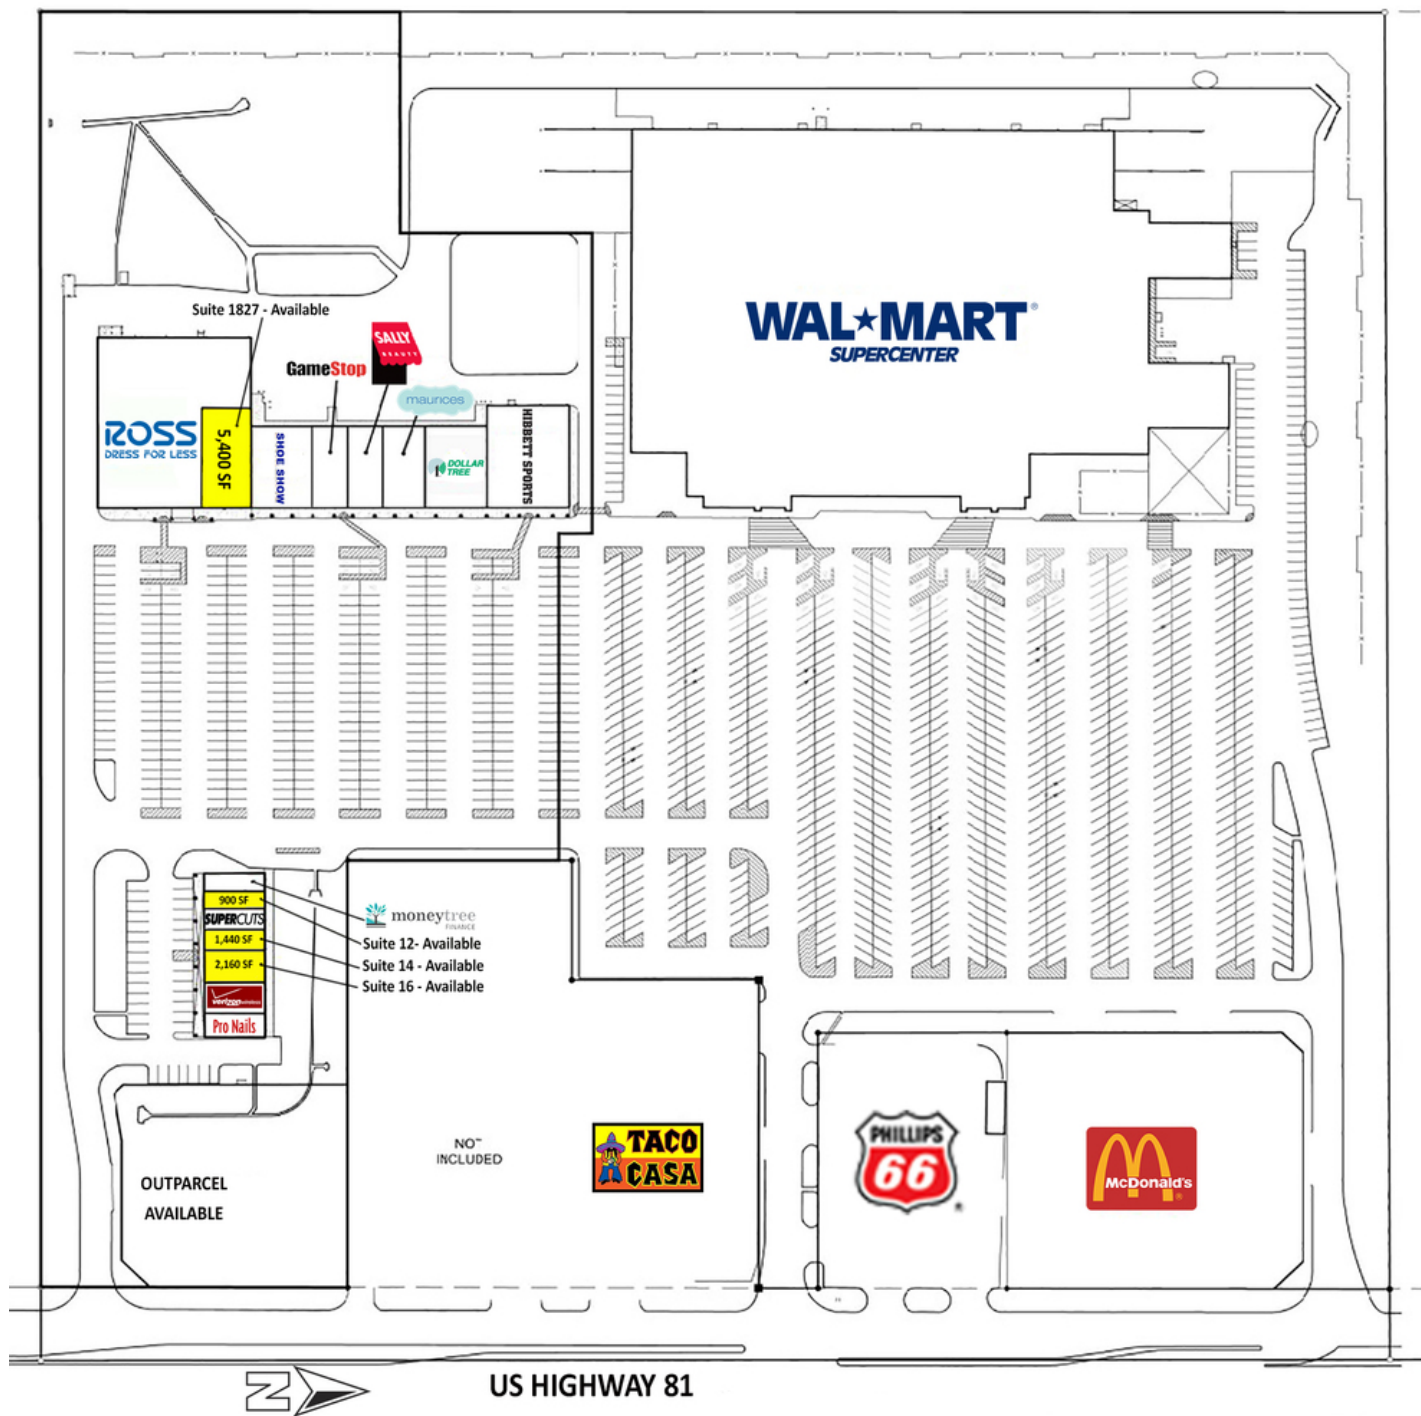 WAL★MART®
SUPERCENTER
Suite 1827 - Available
SALLY
BEAUTY
GameStop
maurices
ROSS
DRESS FOR LESS
5,400 SF
SHOE SHOW
DOLLAR
TREE
HIBBETT SPORTS
900 SF
SUPERCUTS
1,440 SF
2,160 SF
verizon wireless
Pro Nails
moneytree
FINANCE
Suite 12- Available
Suite 14 - Available
Suite 16 - Available
OUTPARCEL
AVAILABLE
NO
INCLUDED
TACO
CASA
PHILLIPS
66®
McDonald's®
N
US HIGHWAY 81